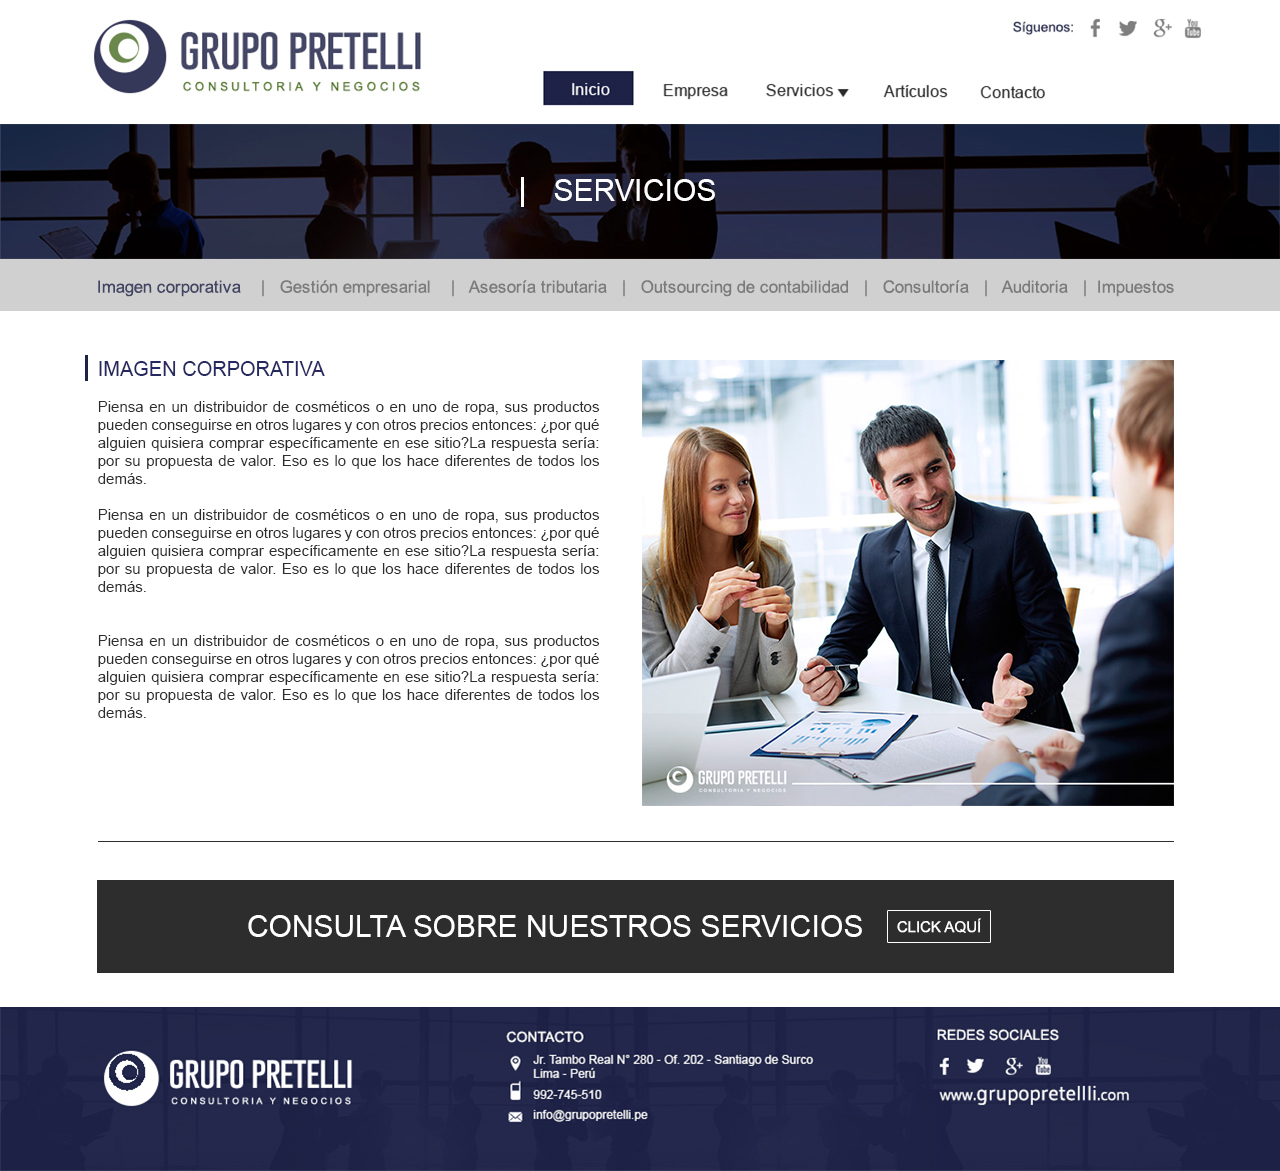 GRUPO PRETELLI
CONSULTORIA Y NEGOCIOS
Síguenos:
Inicio Empresa Servicios Artículos Contacto
| SERVICIOS
Imagen corporativa | Gestión empresarial | Asesoría tributaria | Outsourcing de contabilidad | Consultoría | Auditoria | Impuestos
IMAGEN CORPORATIVA
Piensa en un distribuidor de cosméticos o en uno de ropa, sus productos
pueden conseguirse en otros lugares y con otros precios entonces: ¿por qué
alguien quisiera comprar específicamente en ese sitio?La respuesta sería:
por su propuesta de valor. Eso es lo que los hace diferentes de todos los
demás.
Piensa en un distribuidor de cosméticos o en uno de ropa, sus productos
pueden conseguirse en otros lugares y con otros precios entonces: ¿por qué
alguien quisiera comprar específicamente en ese sitio?La respuesta sería:
por su propuesta de valor. Eso es lo que los hace diferentes de todos los
demás.
Piensa en un distribuidor de cosméticos o en uno de ropa, sus productos
pueden conseguirse en otros lugares y con otros precios entonces: ¿por qué
alguien quisiera comprar específicamente en ese sitio?La respuesta sería:
por su propuesta de valor. Eso es lo que los hace diferentes de todos los
demás.
GRUPO PRETELLI
CONSULTORIA Y NEGOCIOS
CONSULTA SOBRE NUESTROS SERVICIOS CLICK AQUÍ
GRUPO PRETELLI
CONSULTORIA Y NEGOCIOS
CONTACTO
Jr. Tambo Real N° 280 - Of. 202 - Santiago de Surco
Lima - Perú
992-745-510
info@grupopretelli.pe
REDES SOCIALES
You Tube
www.grupopretellli.com